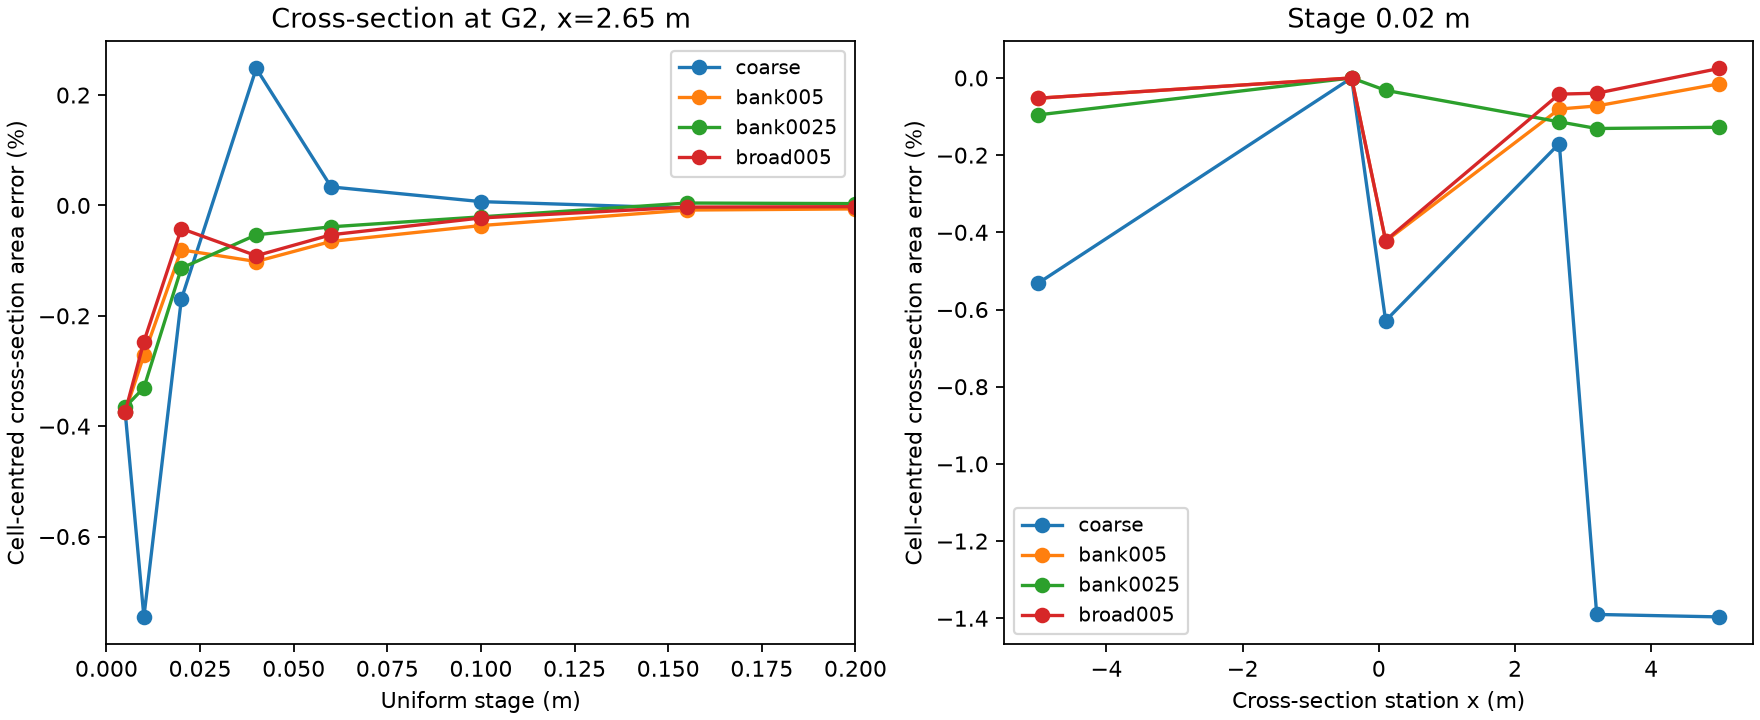 Cross-section at G2, x=2.65 m
Cell-centred cross-section area error (%)
0.2
0.0
−0.2
−0.4
−0.6
coarse
bank005
bank0025
broad005
0.000 0.025 0.050 0.075 0.100 0.125 0.150 0.175 0.200
Uniform stage (m)
Stage 0.02 m
Cell-centred cross-section area error (%)
0.0
−0.2
−0.4
−0.6
−0.8
−1.0
−1.2
−1.4
coarse
bank005
bank0025
broad005
−4 −2 0 2 4
Cross-section station x (m)